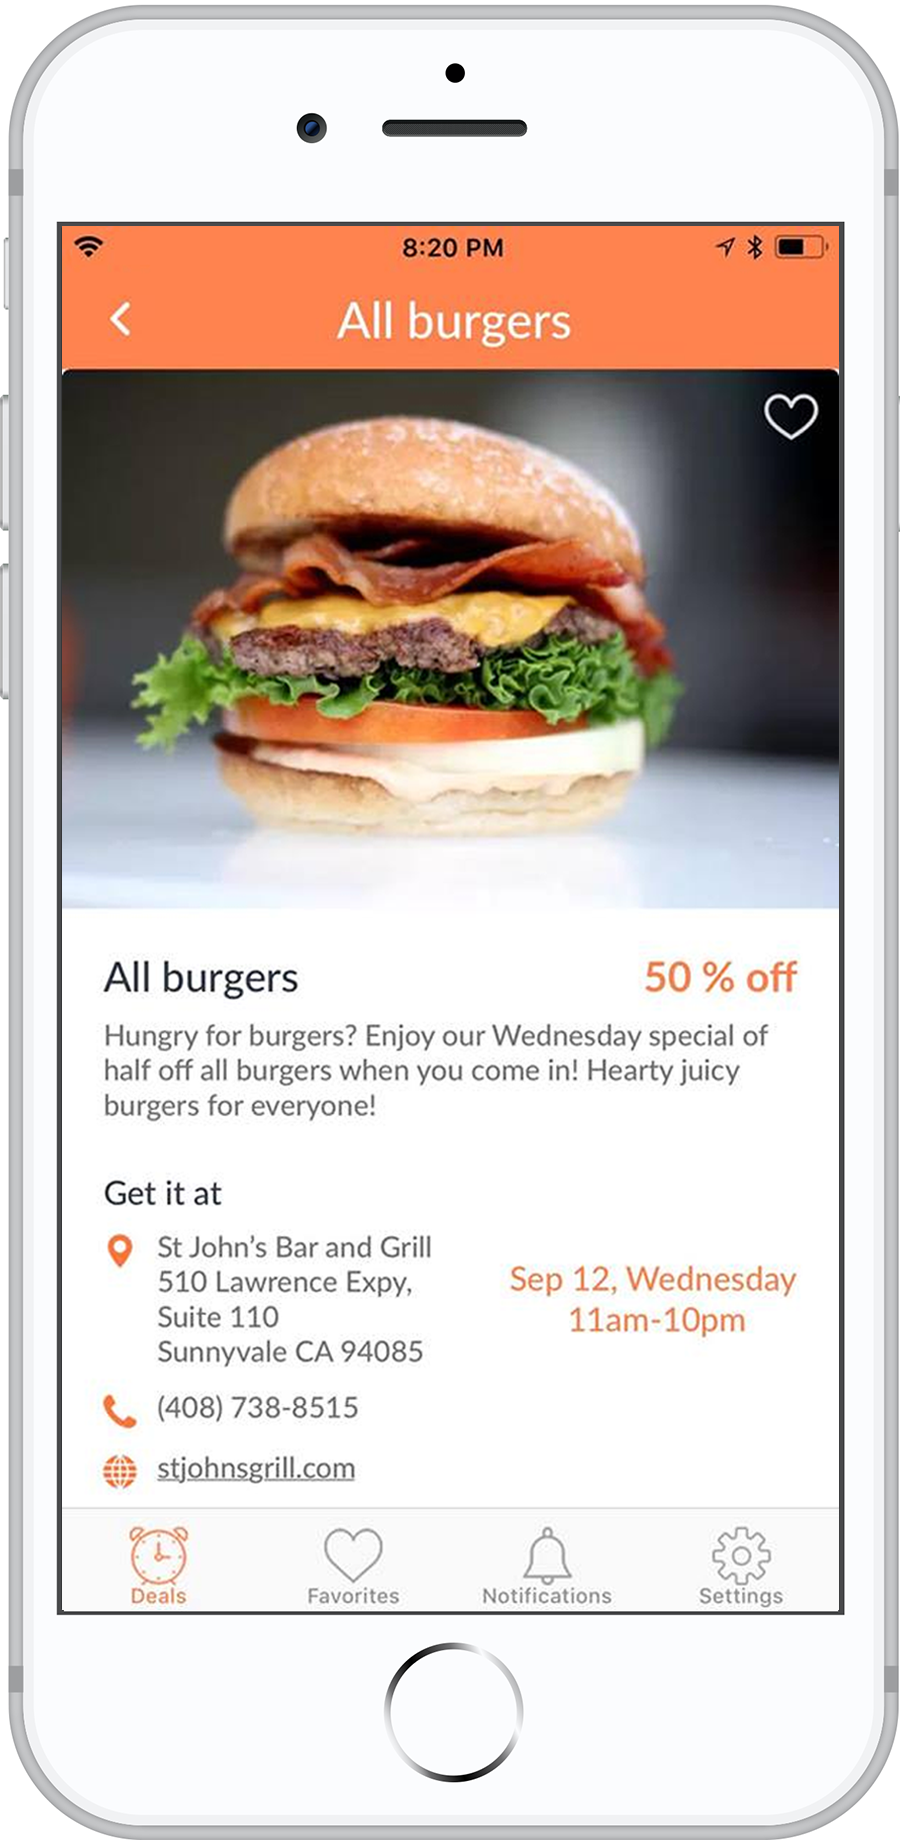 8:20 PM
All burgers
All burgers
50 % off
Hungry for burgers? Enjoy our Wednesday special of
half off all burgers when you come in! Hearty juicy
burgers for everyone!
Get it at
St John’s Bar and Grill
510 Lawrence Expy,
Suite 110
Sunnyvale CA 94085
Sep 12, Wednesday
11am-10pm
(408) 738-8515
stjohnsgrill.com
Deals
Favorites
Notifications
Settings